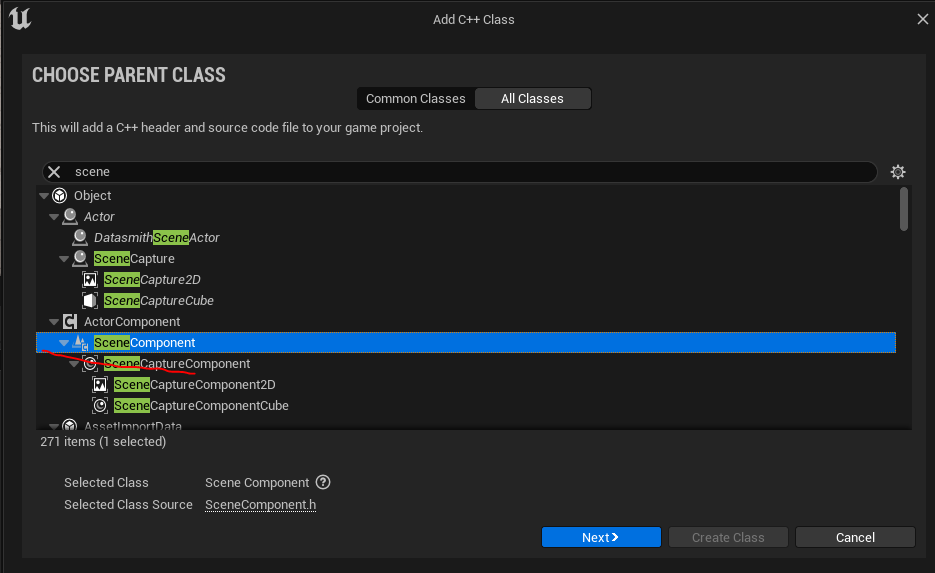 Add C++ Class
CHOOSE PARENT CLASS
Common Classes All Classes
This will add a C++ header and source code file to your game project.
scene
Object
Actor
DatasmithSceneActor
SceneCapture
SceneCapture2D
SceneCaptureCube
ActorComponent
SceneComponent
SceneCaptureComponent
SceneCaptureComponent2D
SceneCaptureComponentCube
AssetImportData
271 items (1 selected)
Selected Class Scene Component ?
Selected Class Source SceneComponent.h
Next Create Class Cancel